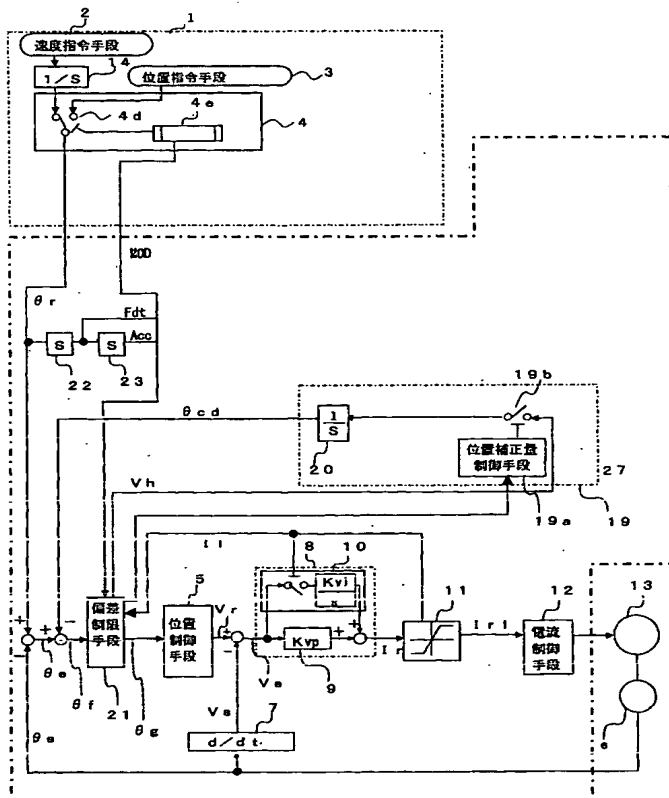 2
1
速度指令手段
14
1/S
位置指令手段
3
4d
4e
4
MOD
θr
Fdt
Acc
S
S
22
23
19b
θcd
1
S
20
位置補正量
制御手段
27
Vh
19a
19
Il
8
10
5
Kvi
s
11
12
13
偏差
制限
手段
位置
制御
手段
Vr
Kvp
電流
制御
手段
Irl
Ir
θe
θf
21
θg
Ve
9
Vs
7
6
θs
d/dt
+
-
-
+
+
-
+
+